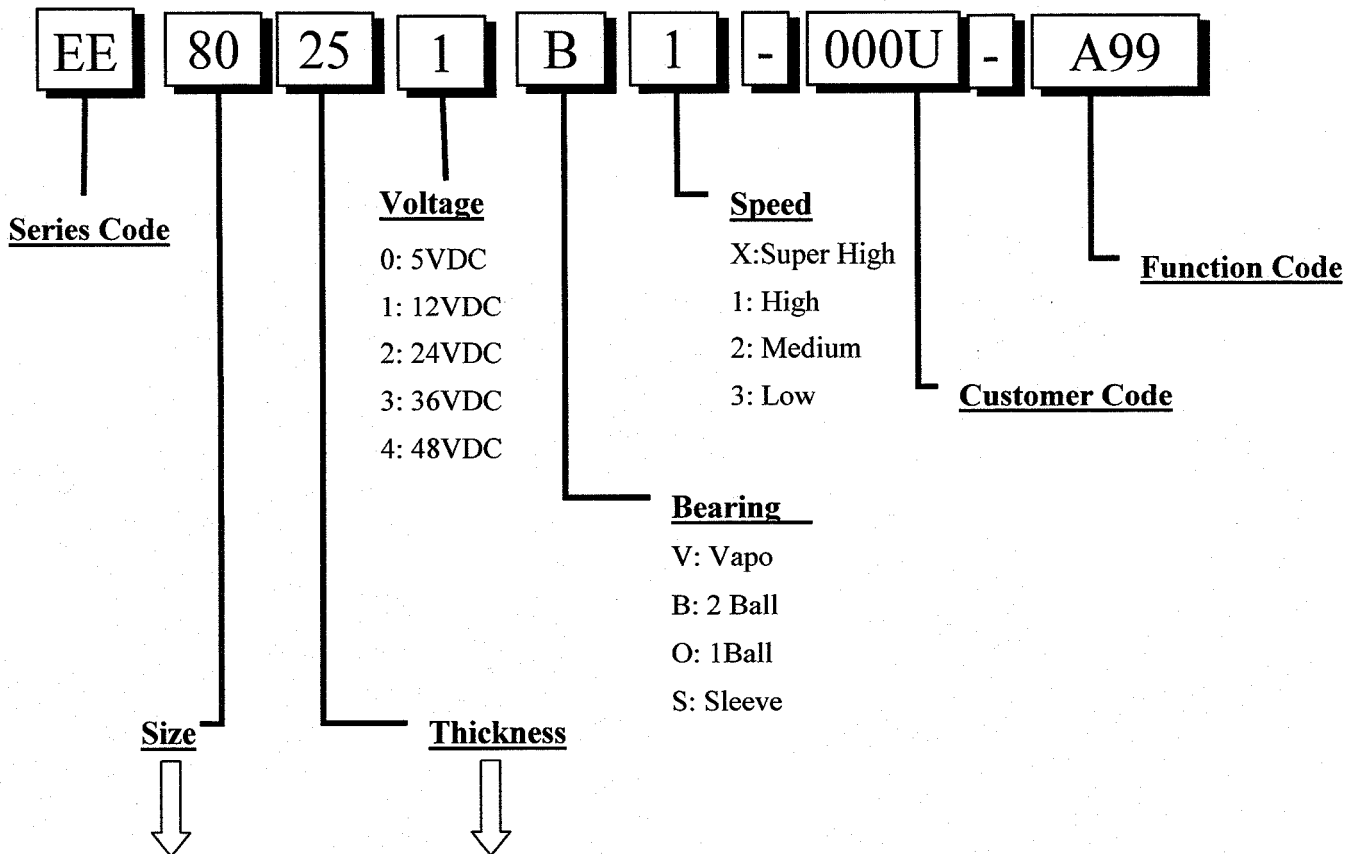 EE 80 25 1 B 1 - 000U - A99
Series Code
Voltage
0: 5VDC
1: 12VDC
2: 24VDC
3: 36VDC
4: 48VDC
Speed
X:Super High
1: High
2: Medium
3: Low
Function Code
Customer Code
Bearing
V: Vapo
B: 2 Ball
O: 1Ball
S: Sleeve
Size
Thickness